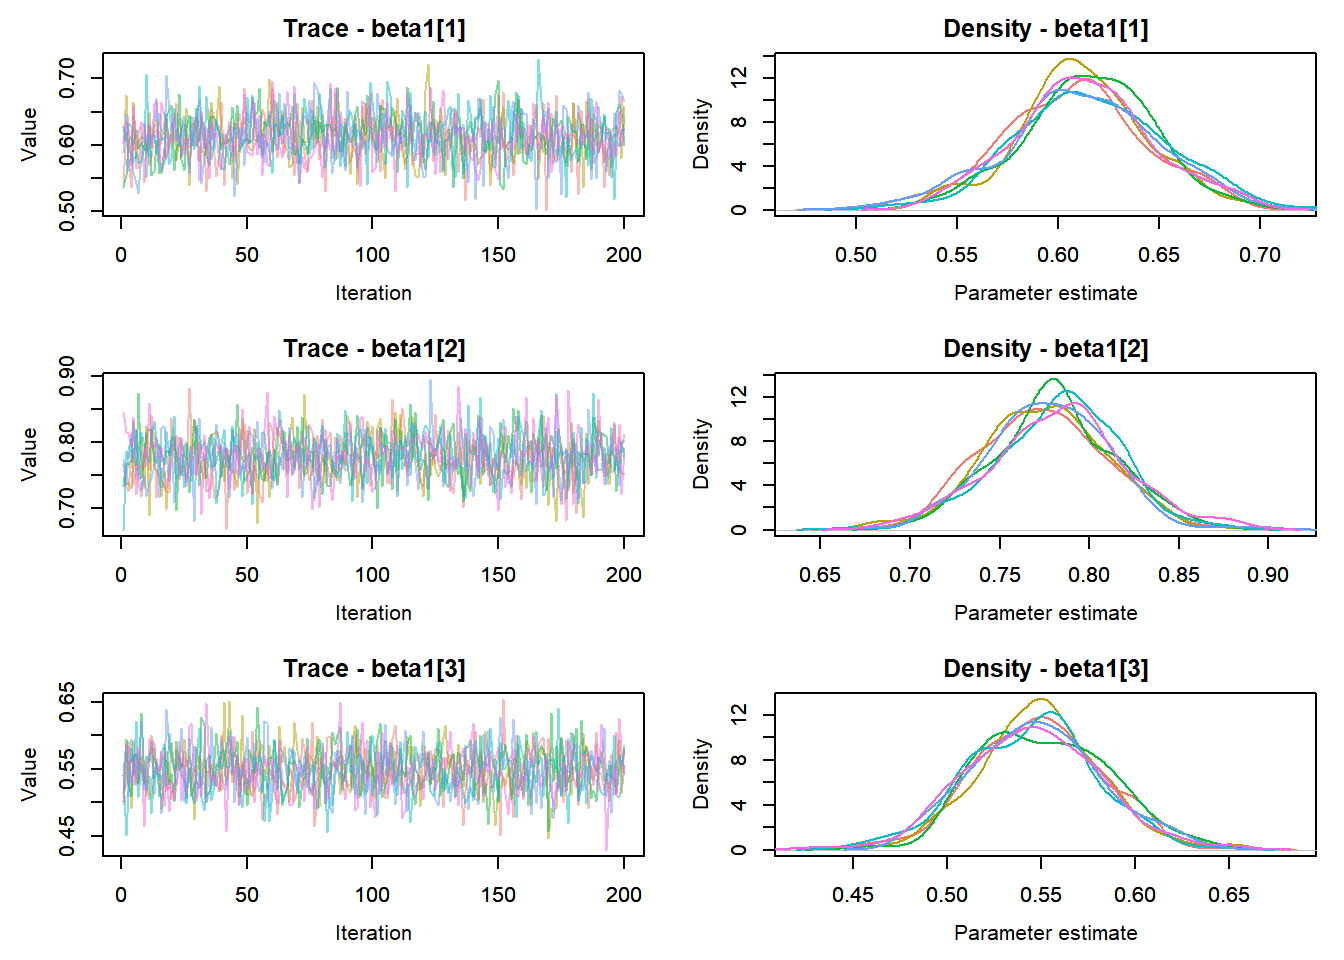 Trace - beta1[1]
Value
0.50 0.60 0.70
0 50 100 150 200
Iteration
Density - beta1[1]
Density
0 4 8 12
0.50 0.55 0.60 0.65 0.70
Parameter estimate
Trace - beta1[2]
Value
0.70 0.80 0.90
0 50 100 150 200
Iteration
Density - beta1[2]
Density
0 4 8 12
0.65 0.70 0.75 0.80 0.85 0.90
Parameter estimate
Trace - beta1[3]
Value
0.45 0.55 0.65
0 50 100 150 200
Iteration
Density - beta1[3]
Density
0 4 8 12
0.45 0.50 0.55 0.60 0.65
Parameter estimate